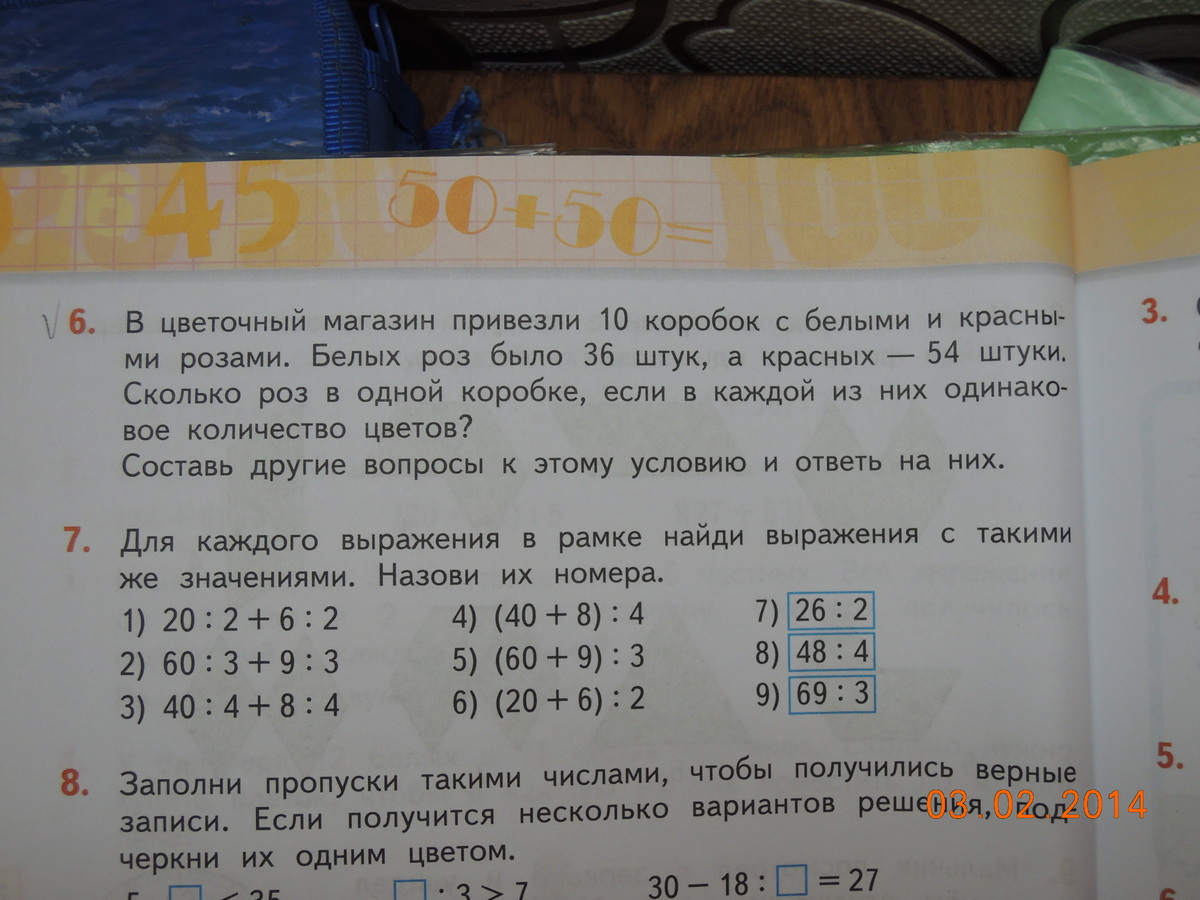 45 50+50= 100
√ 6. В цветочный магазин привезли 10 коробок с белыми и красны-
ми розами. Белых роз было 36 штук, а красных — 54 штуки.
Сколько роз в одной коробке, если в каждой из них одинако-
вое количество цветов?
Составь другие вопросы к этому условию и ответь на них.
7. Для каждого выражения в рамке найди выражения с такими
же значениями. Назови их номера.
1) 20 : 2 + 6 : 2 4) (40 + 8) : 4 7) 26 : 2
2) 60 : 3 + 9 : 3 5) (60 + 9) : 3 8) 48 : 4
3) 40 : 4 + 8 : 4 6) (20 + 6) : 2 9) 69 : 3
8. Заполни пропуски такими числами, чтобы получились верные
записи. Если получится несколько вариантов решения, под-
черкни их одним цветом.
□ < 35 □ : 3 > 7 30 − 18 : □ = 27
3.
4.
5.
03.02.2014